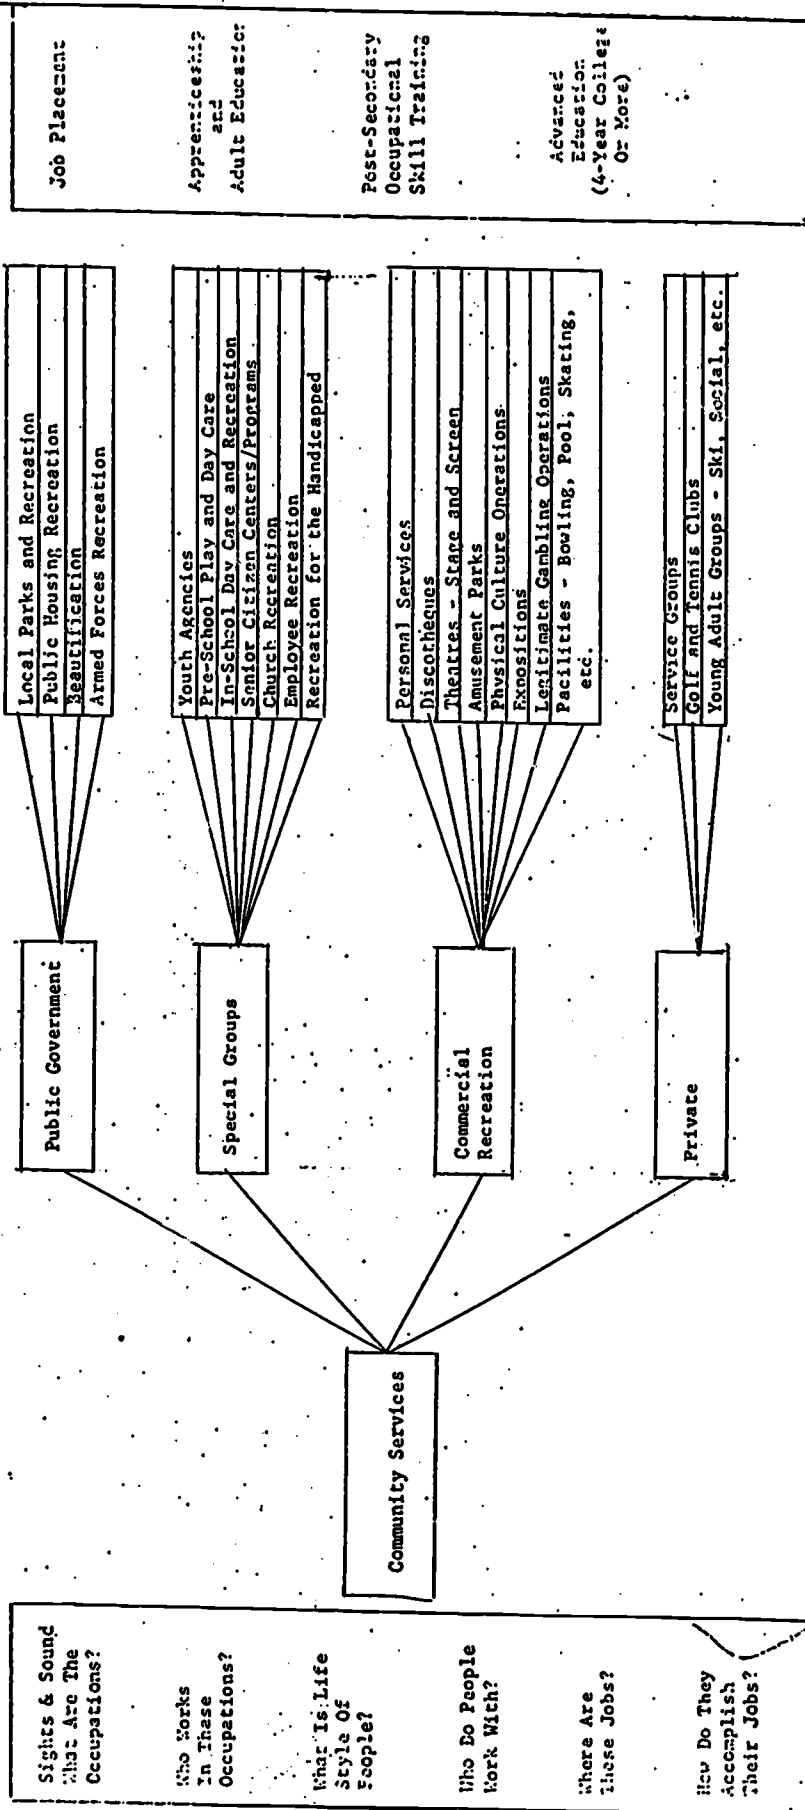 Sights & Sound
What Are The
Occupations?
Who Works
In These
Occupations?
What Is Life
Style Of
People?
Who Do People
Work With?
Where Are
These Jobs?
How Do They
Accomplish
Their Jobs?
Community Services
Public Government
Special Groups
Commercial
Recreation
Private
Local Parks and Recreation
Public Housing Recreation
Beautification
Armed Forces Recreation
Youth Agencies
Pre-School Play and Day Care
In-School Day Care and Recreation
Senior Citizen Centers/Programs
Church Recreation
Employee Recreation
Recreation for the Handicapped
Personal Services
Discotheques
Theatres - Stage and Screen
Amusement Parks
Physical Culture Operations
Expositions
Legitimate Gambling Operations
Facilities - Bowling, Pool, Skating,
etc.
Service Groups
Golf and Tennis Clubs
Young Adult Groups - Ski, Social, etc.
Job Placement
Apprenticeship
and
Adult Education
Post-Secondary
Occupational
Skill Training
Advanced
Education
(4-Year College
Or More)